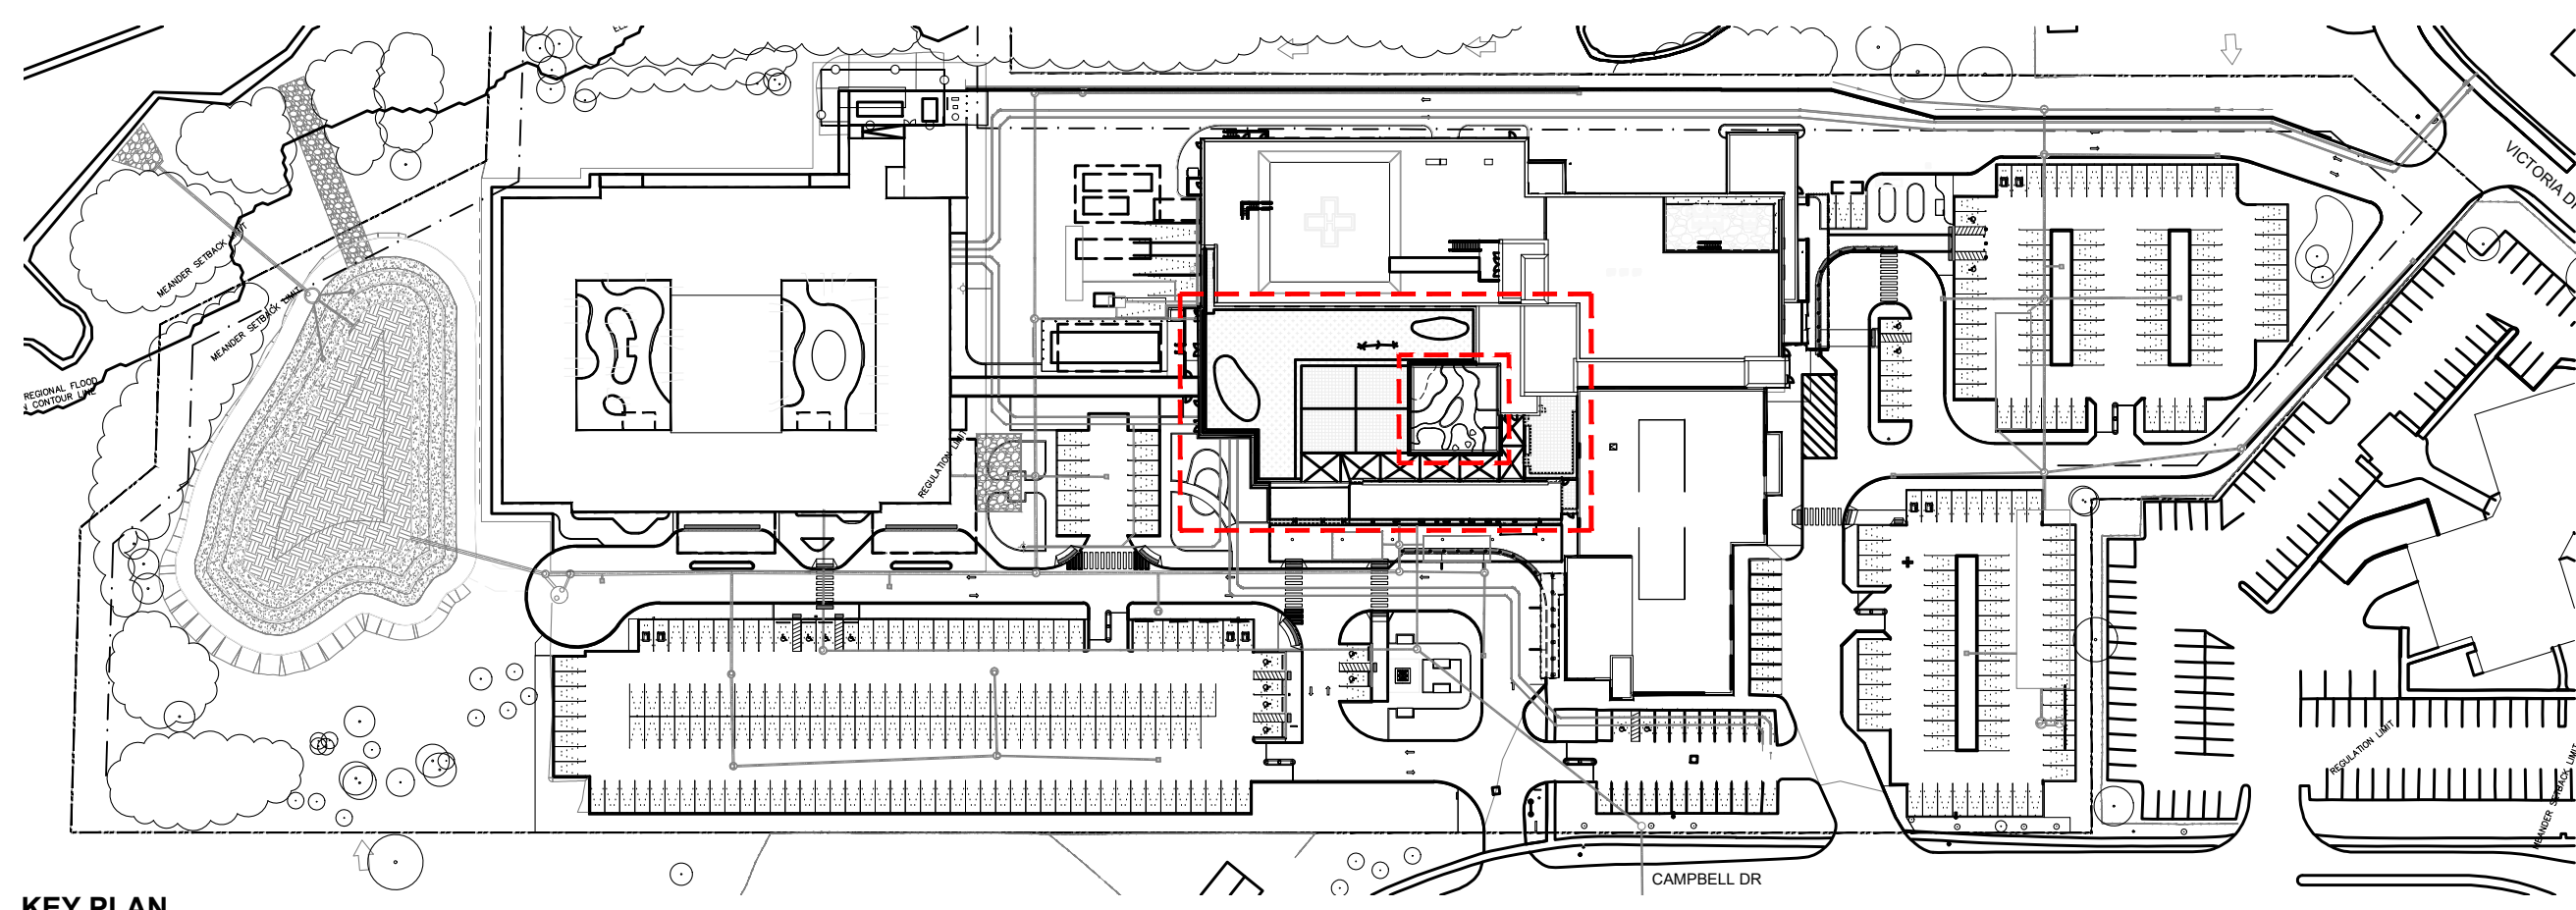 VICTORIA
MEANDER SETBACK LIMIT
MEANDER SETBACK LIMIT
REGIONAL FLOOD
CONTOUR LINE
REGULATION LIMIT
REGULATION LIMIT
MEANDER SETBACK LIMIT
CAMPBELL DR
KEY PLAN